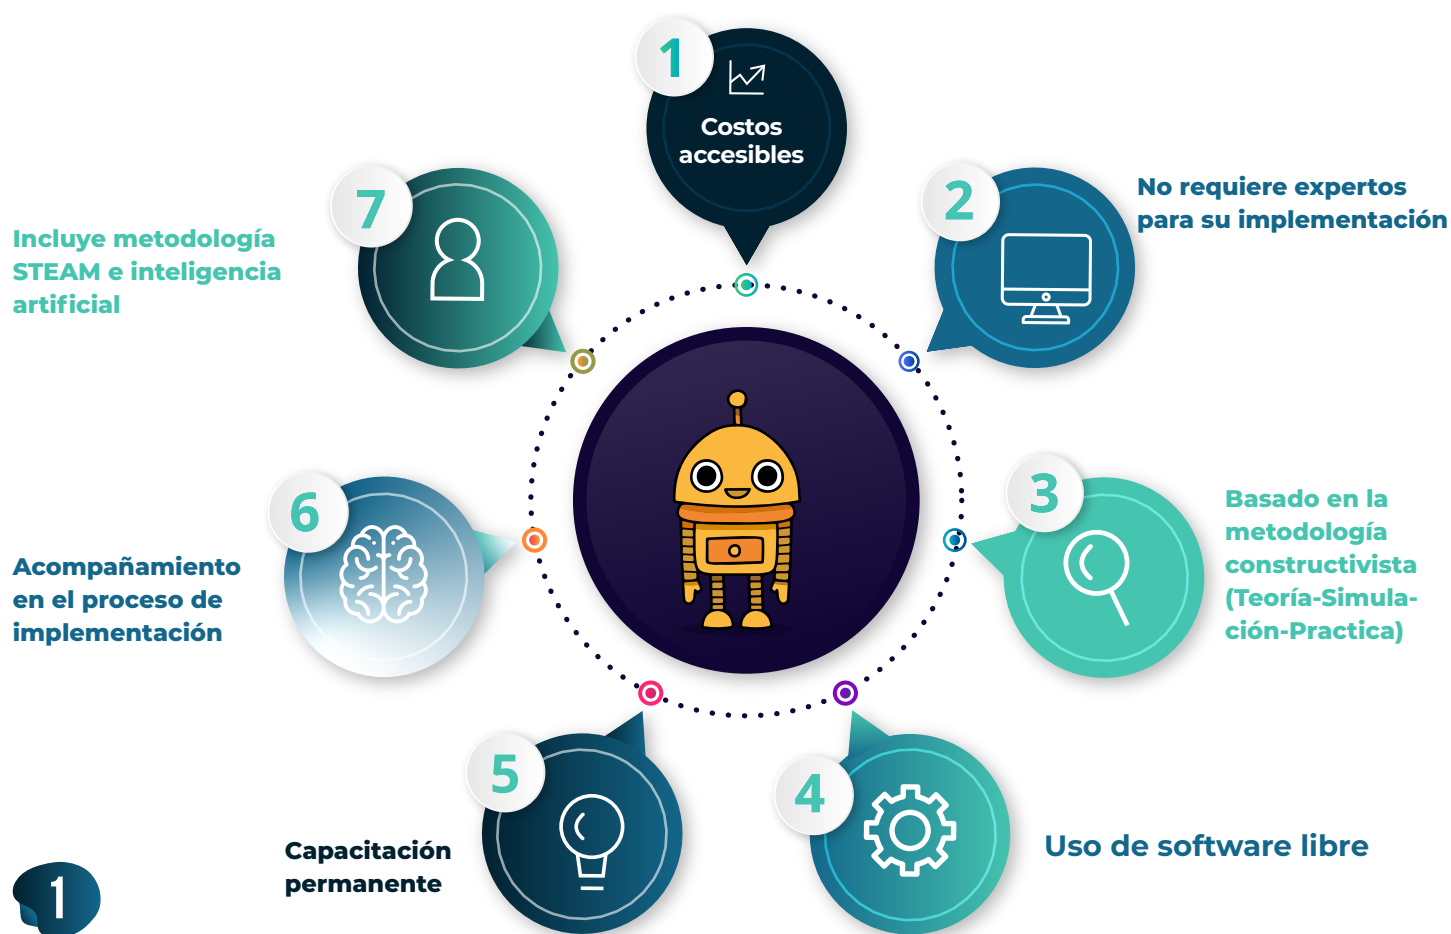 1
Costos
accesibles
2
No requiere expertos
para su implementación
3
Basado en la
metodología
constructivista
(Teoría-Simula-
ción-Practica)
4
Uso de software libre
5
Capacitación
permanente
6
Acompañamiento
en el proceso de
implementación
7
Incluye metodología
STEAM e inteligencia
artificial
1